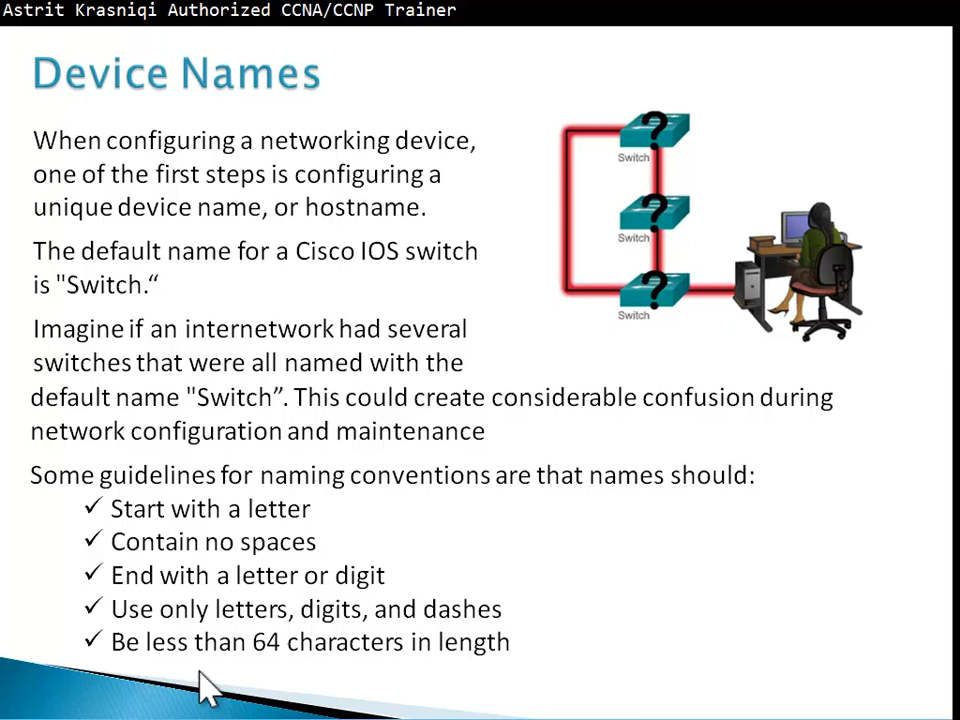 Astrit Krasniqi Authorized CCNA/CCNP Trainer
Device Names
When configuring a networking device,
one of the first steps is configuring a
unique device name, or hostname.
The default name for a Cisco IOS switch
is "Switch.“
Imagine if an internetwork had several
switches that were all named with the
default name "Switch”. This could create considerable confusion during
network configuration and maintenance
Some guidelines for naming conventions are that names should:
✓ Start with a letter
✓ Contain no spaces
✓ End with a letter or digit
✓ Use only letters, digits, and dashes
✓ Be less than 64 characters in length
?
Switch
?
Switch
?
Switch